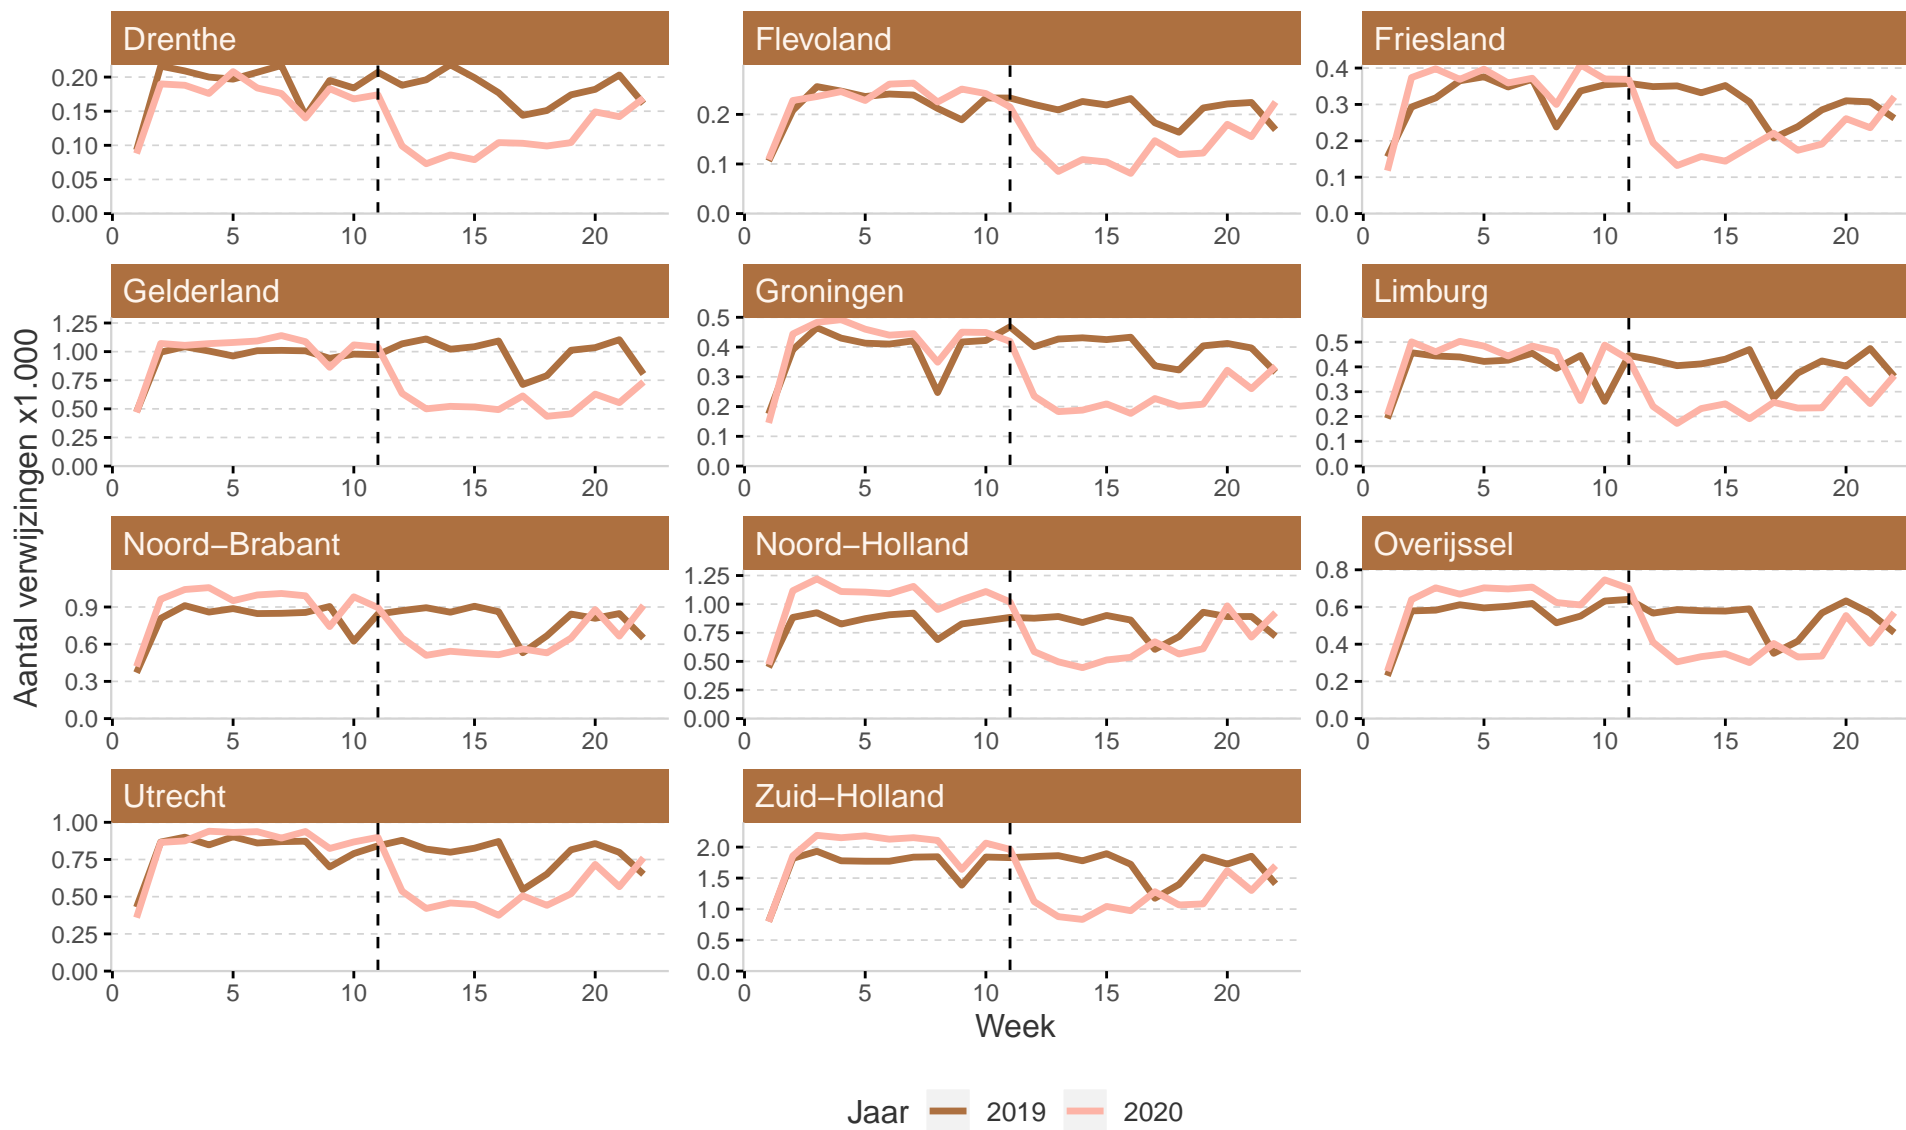 Drenthe
Flevoland
Friesland
0.20
0.15
0.10
0.05
0.00
0 5 10 15 20
0.2
0.1
0.0
0 5 10 15 20
0.4
0.3
0.2
0.1
0.0
0 5 10 15 20
Gelderland
Groningen
Limburg
1.25
1.00
0.75
0.50
0.25
0.00
0 5 10 15 20
0.5
0.4
0.3
0.2
0.1
0.0
0 5 10 15 20
0.5
0.4
0.3
0.2
0.1
0.0
0 5 10 15 20
Aantal verwijzingen x1.000
Noord−Brabant
Noord−Holland
Overijssel
0.9
0.6
0.3
0.0
0 5 10 15 20
1.25
1.00
0.75
0.50
0.25
0.00
0 5 10 15 20
0.8
0.6
0.4
0.2
0.0
0 5 10 15 20
Utrecht
Zuid−Holland
1.00
0.75
0.50
0.25
0.00
0 5 10 15 20
2.0
1.5
1.0
0.5
0.0
0 5 10 15 20
Week
Jaar 2019 2020